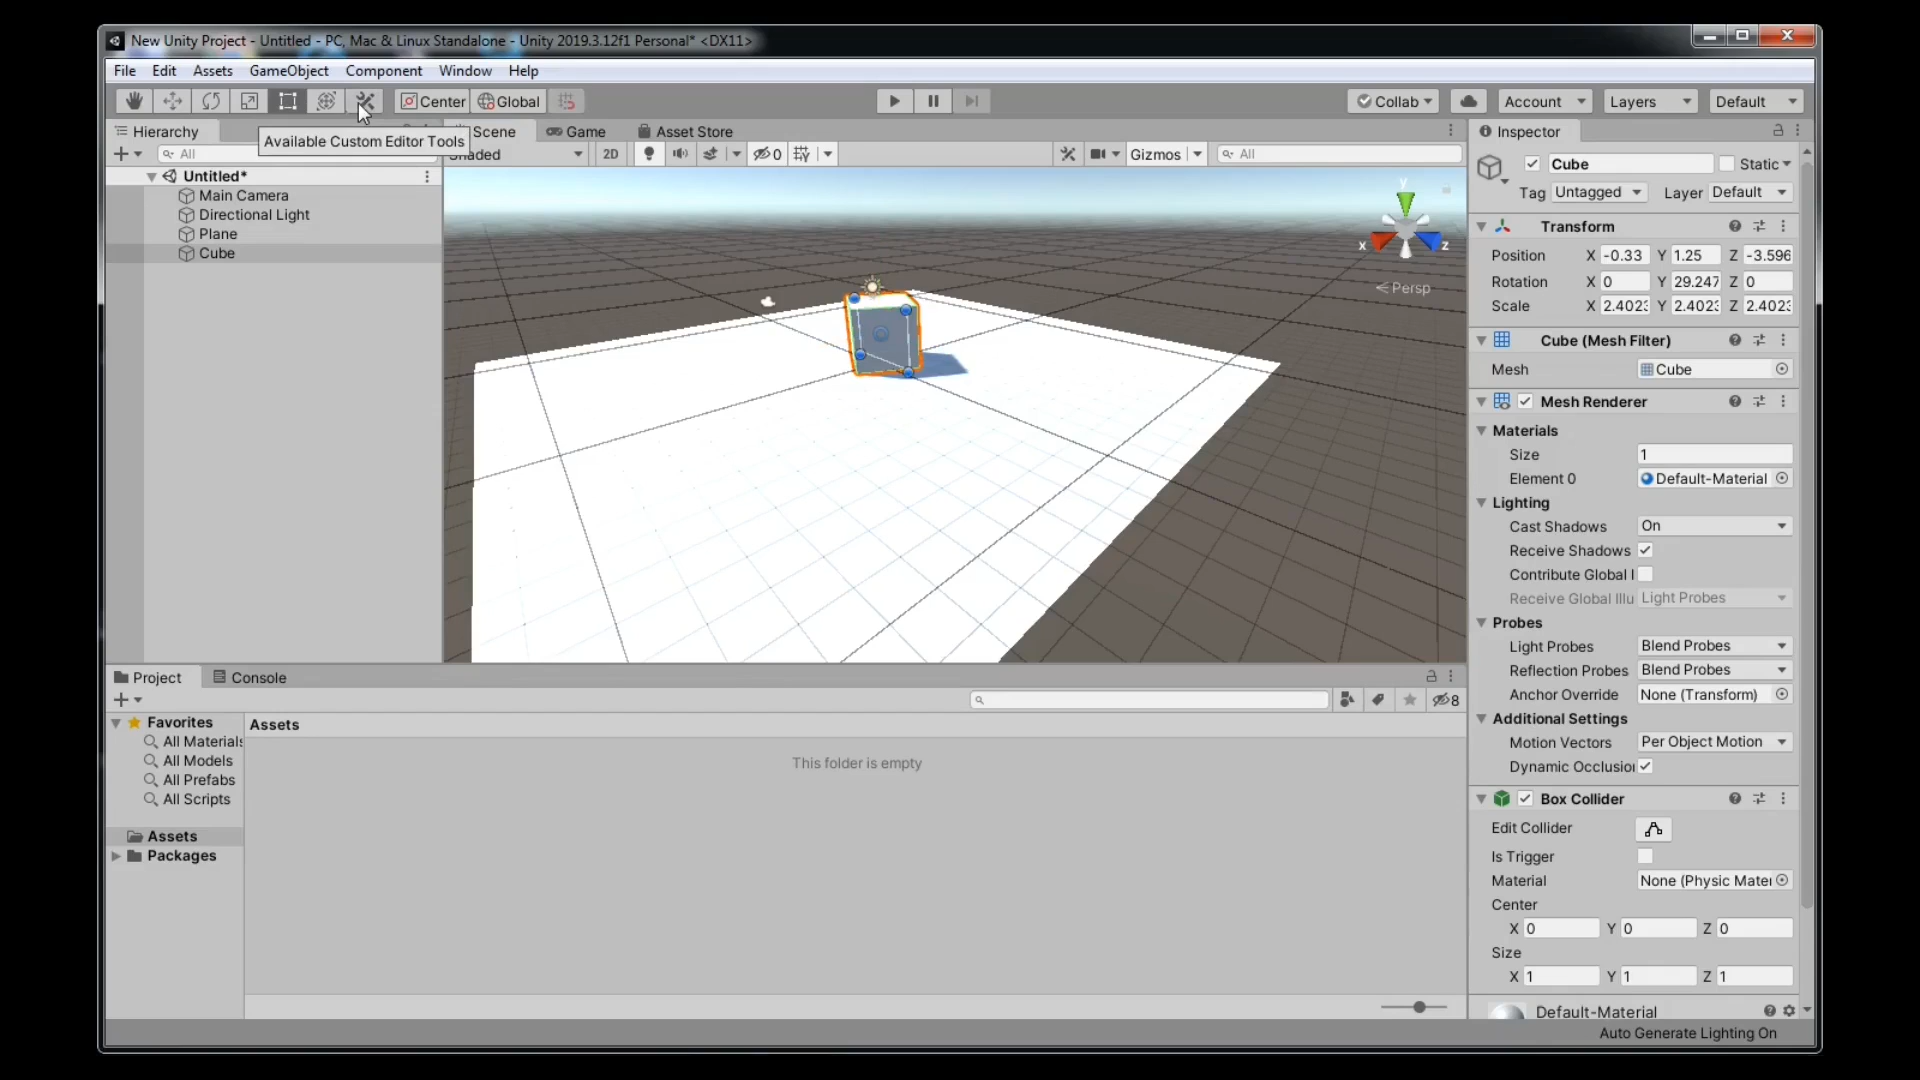 New Unity Project - Untitled - PC, Mac & Linux Standalone - Unity 2019.3.12f1 Personal* <DX11>
File Edit Assets GameObject Component Window Help
Center Global Collab Account Layers Default
Hierarchy Scene Game Asset Store Inspector
Available Custom Editor Tools
All haded 2D 0 Gizmos All
Cube Static
Untitled*
Main Camera
Directional Light
Plane
Cube
y
x z
Persp
Tag Untagged Layer Default
Transform
Position X -0.33 Y 1.25 Z -3.596
Rotation X 0 Y 29.247 Z 0
Scale X 2.4023 Y 2.4023 Z 2.4023
Cube (Mesh Filter)
Mesh Cube
Mesh Renderer
Materials
Size 1
Element 0 Default-Material
Lighting
Cast Shadows On
Receive Shadows
Contribute Global I
Receive Global Illu Light Probes
Probes
Light Probes Blend Probes
Reflection Probes Blend Probes
Anchor Override None (Transform)
Additional Settings
Motion Vectors Per Object Motion
Dynamic Occlusion
Box Collider
Edit Collider
Is Trigger
Material None (Physic Mater
Center
X 0 Y 0 Z 0
Size
X 1 Y 1 Z 1
Default-Material
Project Console
8
Favorites
All Materials
All Models
All Prefabs
All Scripts
Assets
Packages
Assets
This folder is empty
Auto Generate Lighting On